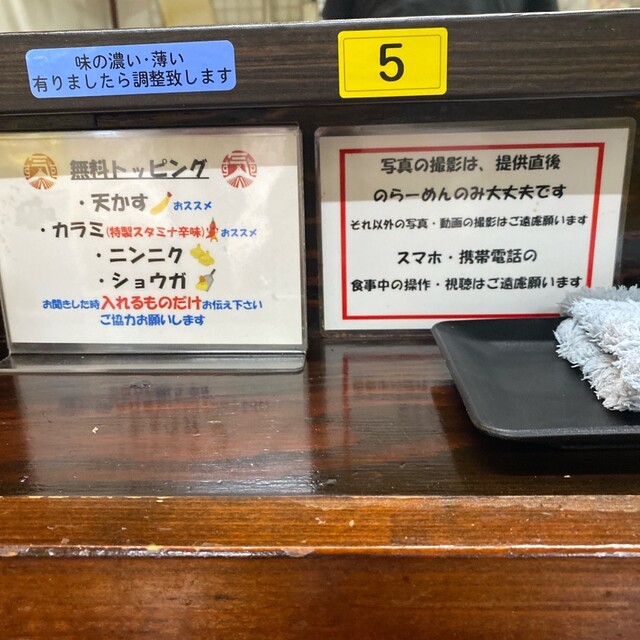 味の濃い・薄い
有りましたら調整致します
5
無料トッピング
・天かす おススメ
・カラミ(特製スタミナ辛味) おススメ
・ニンニク
・ショウガ
お聞きした時入れるものだけお伝え下さい
ご協力お願いします
写真の撮影は、提供直後
のらーめんのみ大丈夫です
それ以外の写真・動画の撮影はご遠慮願います
スマホ・携帯電話の
食事中の操作・視聴はご遠慮願います